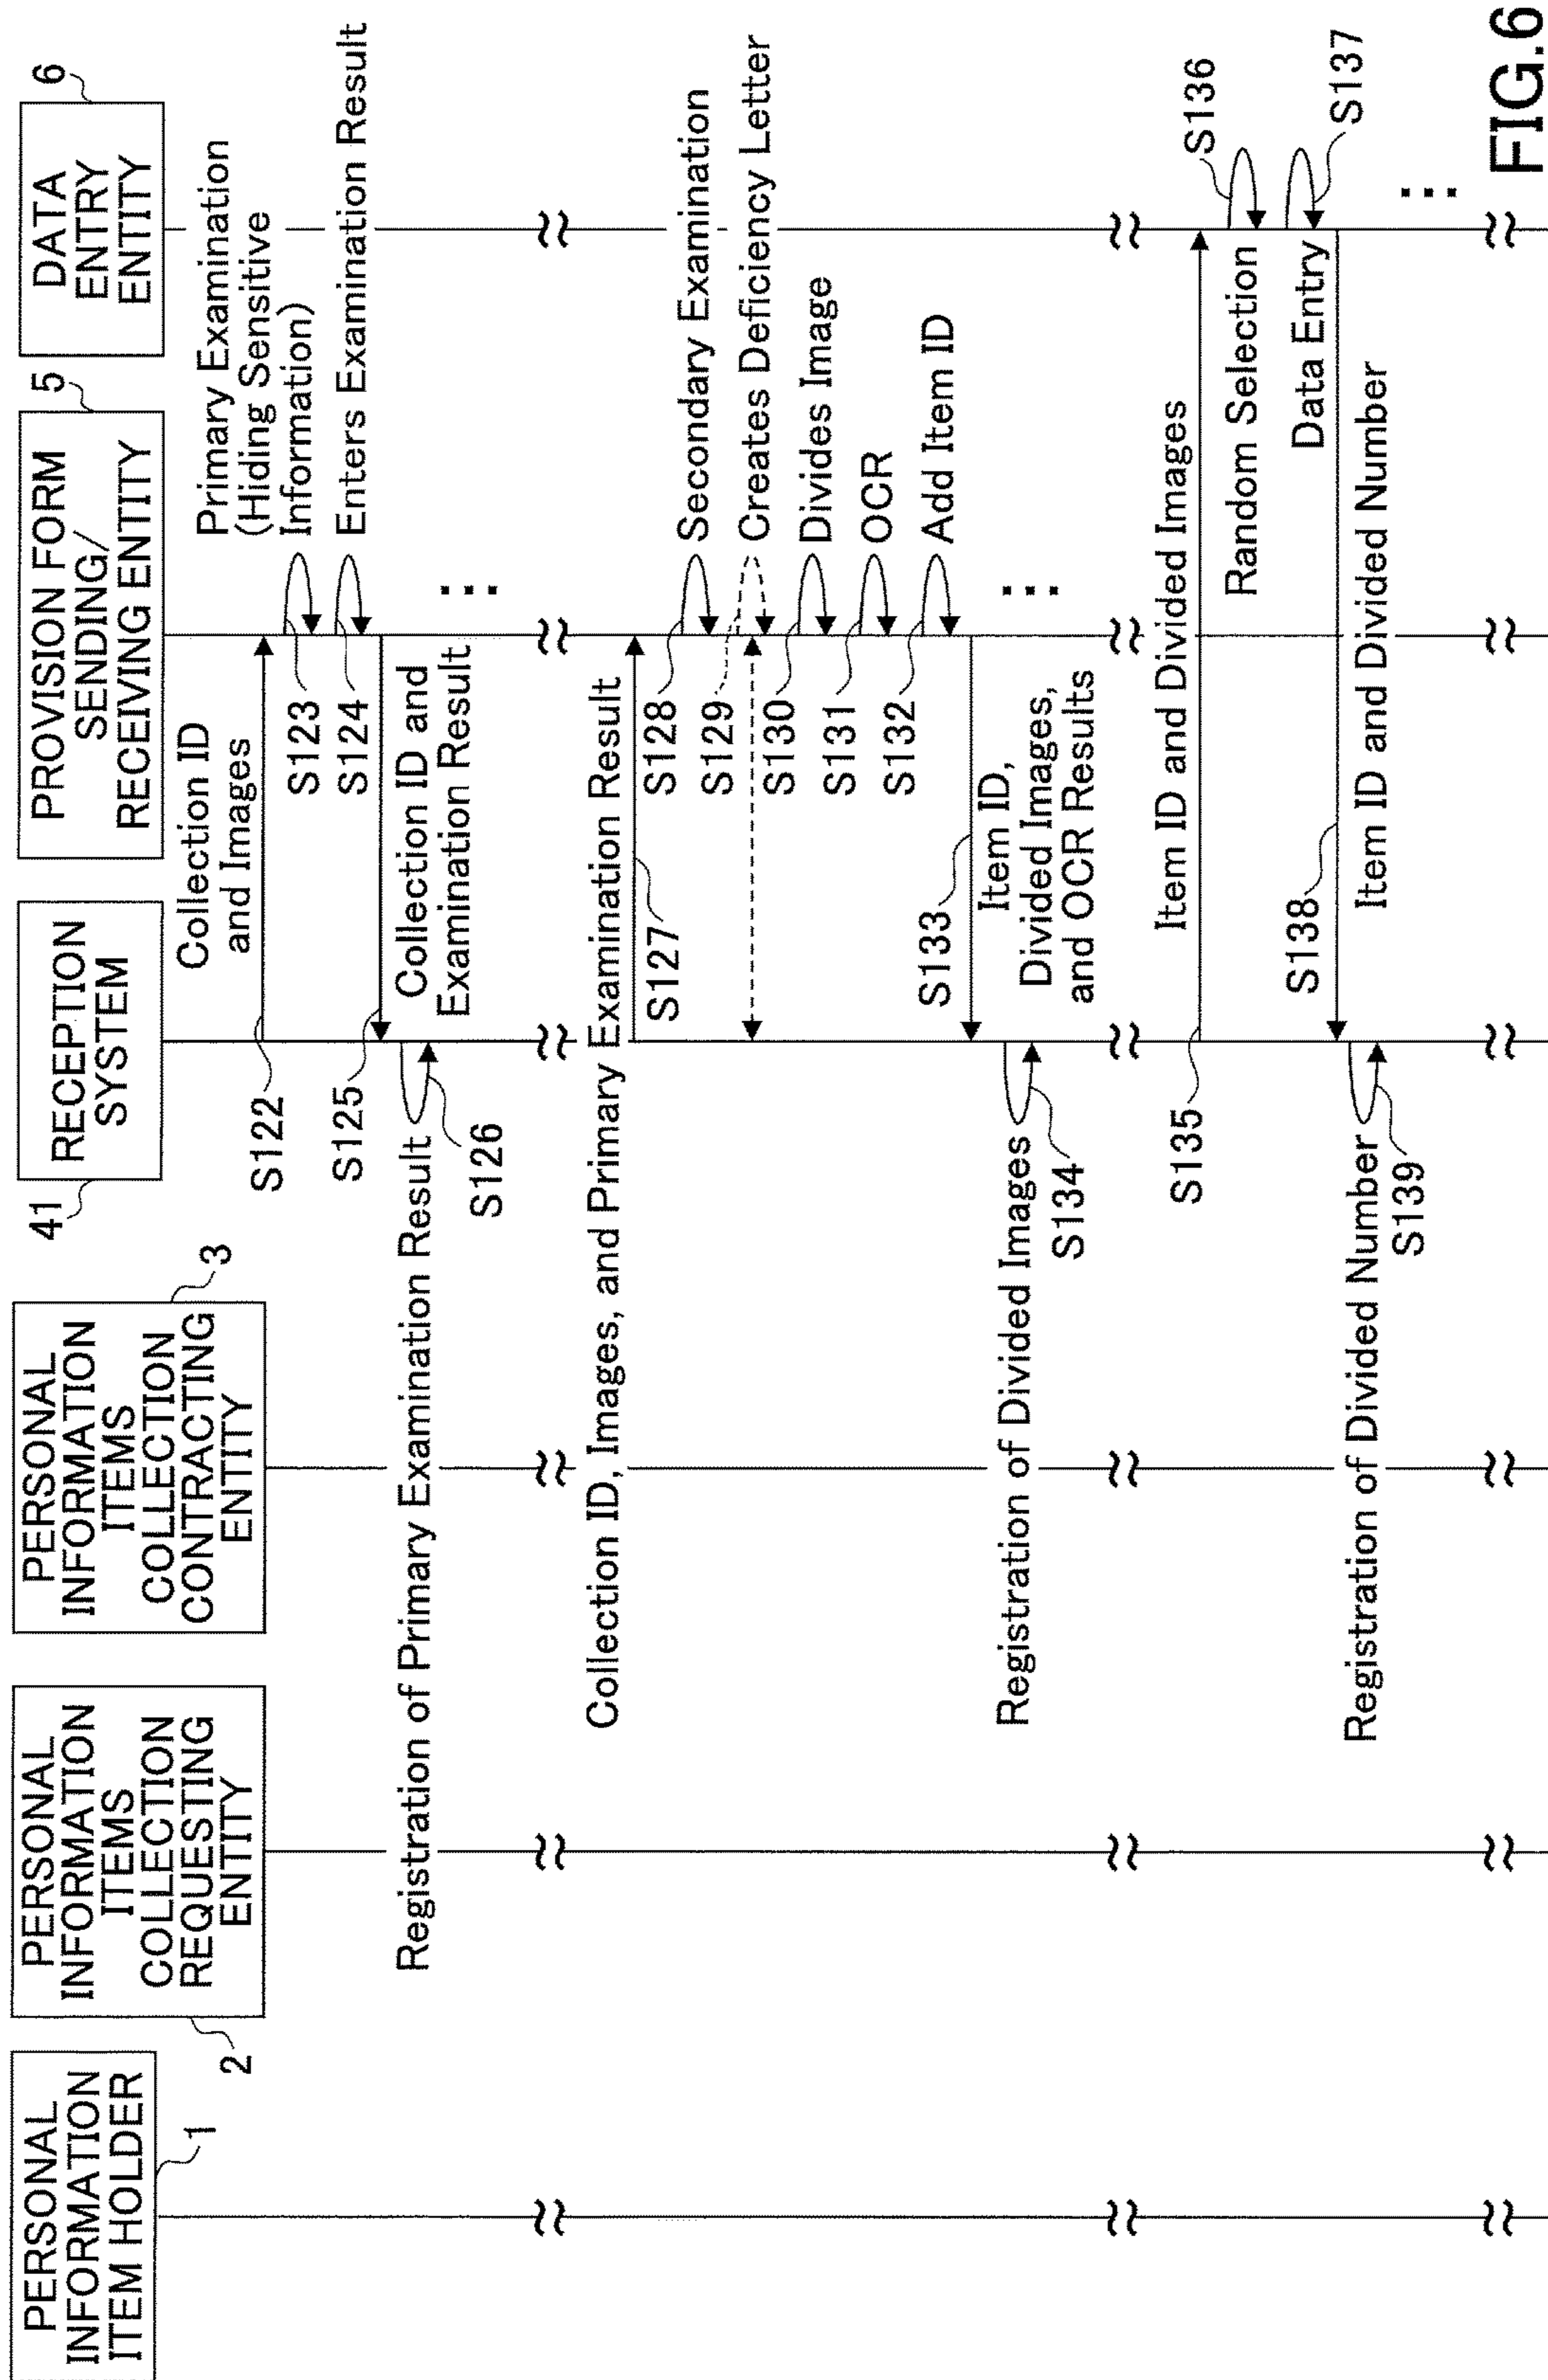 PERSONAL
INFORMATION
ITEM HOLDER
1
PERSONAL
INFORMATION
ITEMS
COLLECTION
REQUESTING
ENTITY
2
PERSONAL
INFORMATION
ITEMS
COLLECTION
CONTRACTING
ENTITY
3
RECEPTION
SYSTEM
41
PROVISION FORM
SENDING/
RECEIVING ENTITY
5
DATA
ENTRY
ENTITY
6
Collection ID
and Images
S122
Primary Examination
(Hiding Sensitive
Information)
S123
Enters Examination Result
S124
S125
Collection ID and
Examination Result
Registration of Primary Examination Result
S126
Collection ID, Images, and Primary Examination Result
S127
S128
Secondary Examination
S129
Creates Deficiency Letter
S130
Divides Image
S131
OCR
S132
Add Item ID
S133
Item ID,
Divided Images,
and OCR Results
Registration of Divided Images
S134
Item ID and Divided Images
S135
S136
Random Selection
Data Entry
S137
S138
Item ID and Divided Number
Registration of Divided Number
S139
FIG.6